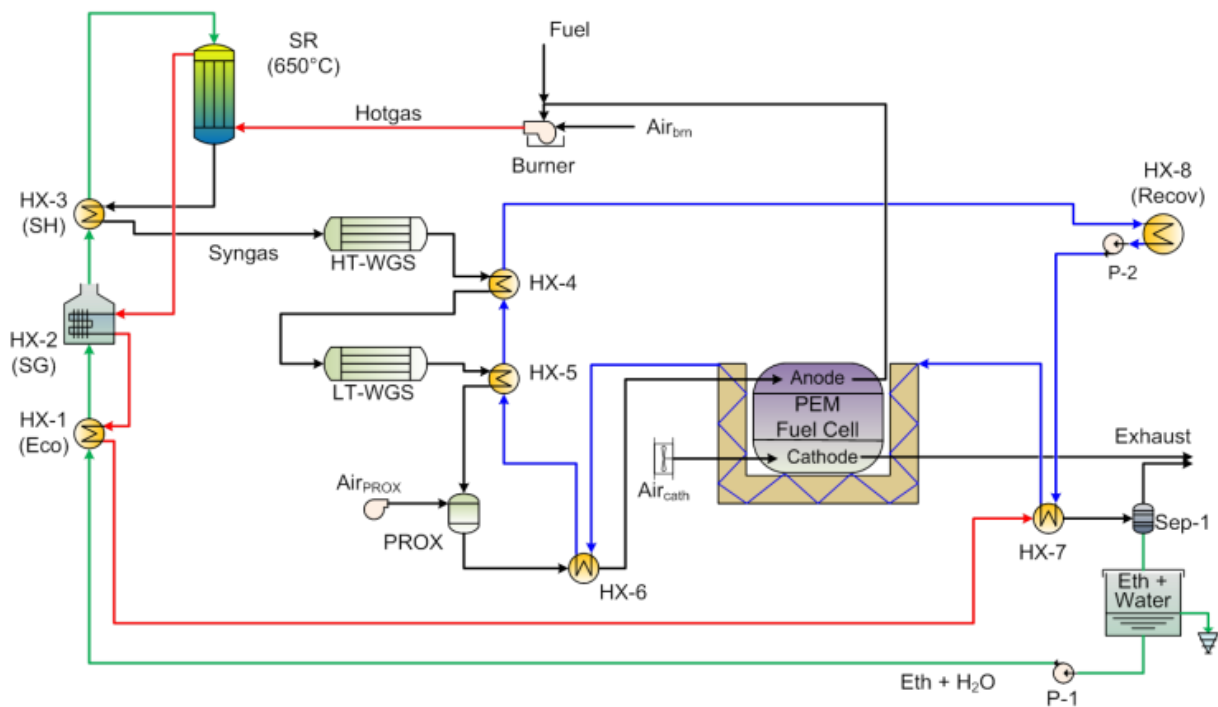 Fuel
SR
(650°C)
Hotgas
Air_brn
Burner
HX-8
(Recov)
HX-3
(SH)
Syngas
HT-WGS
HX-4
P-2
HX-2
(SG)
LT-WGS
HX-5
Anode
PEM
Fuel Cell
Cathode
HX-1
(Eco)
Exhaust
Air_PROX
Air_cath
PROX
Sep-1
HX-7
HX-6
Eth +
Water
Eth + H₂O
P-1